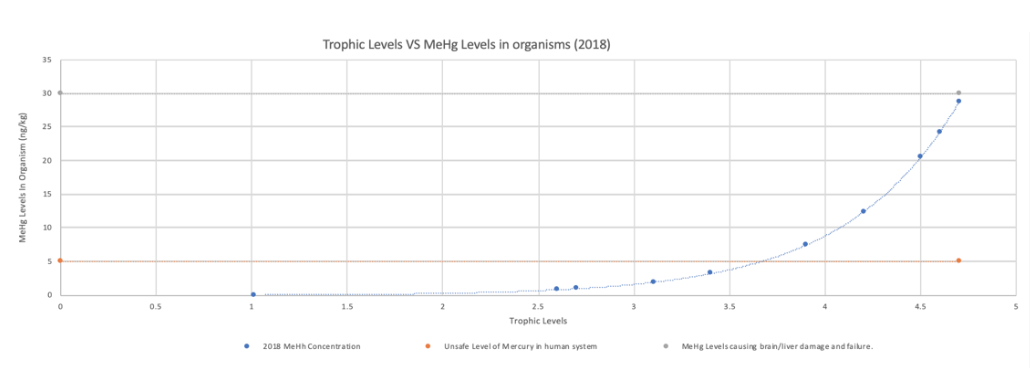 Trophic Levels VS MeHg Levels in organisms (2018)
35
30
25
20
15
10
5
0
MeHg Levels In Organism (ng/kg)
0 0.5 1 1.5 2 2.5 3 3.5 4 4.5 5
Trophic Levels
2018 MeHh Concentration Unsafe Level of Mercury in human system MeHg Levels causing brain/liver damage and failure.